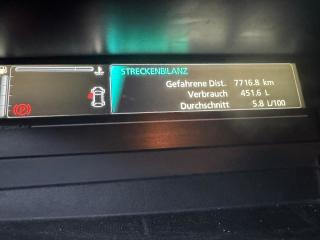 STRECKENBILANZ
Gefahrene Dist. 7716.8 km
Verbrauch 451.6 L
Durchschnitt 5.8 L/100